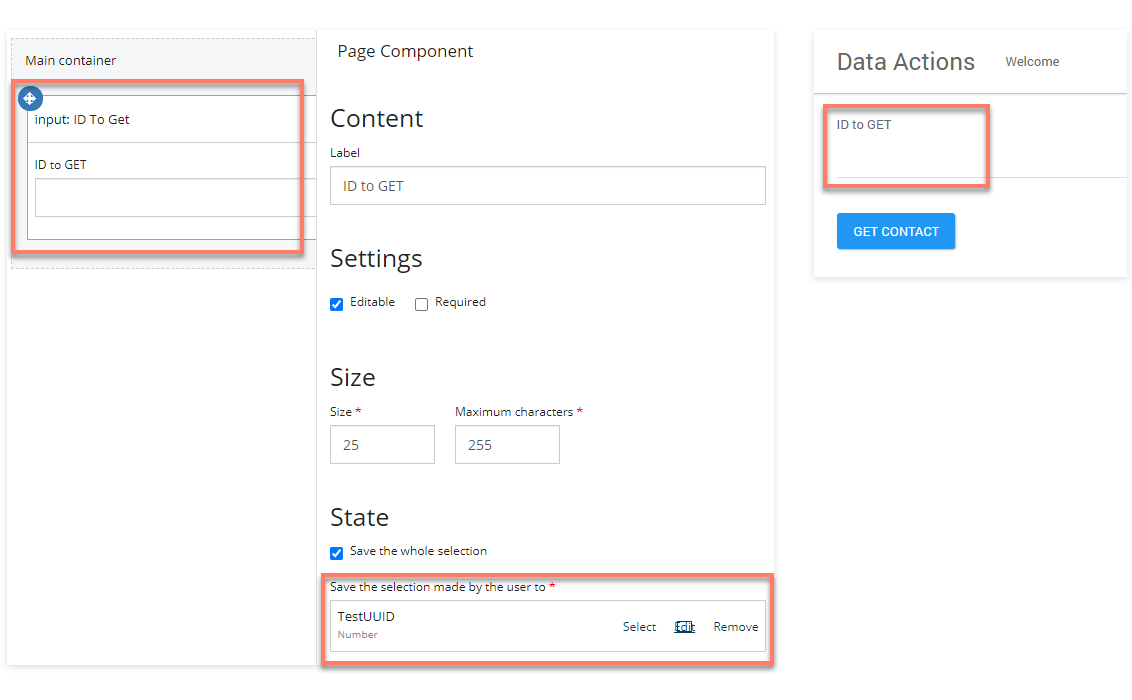 Main container
input: ID To Get
ID to GET
Page Component
Content
Label
ID to GET
Settings
Editable Required
Size
Size * Maximum characters *
25 255
State
Save the whole selection
Save the selection made by the user to *
TestUUID
Number
Select Edit Remove
Data Actions Welcome
ID to GET
GET CONTACT